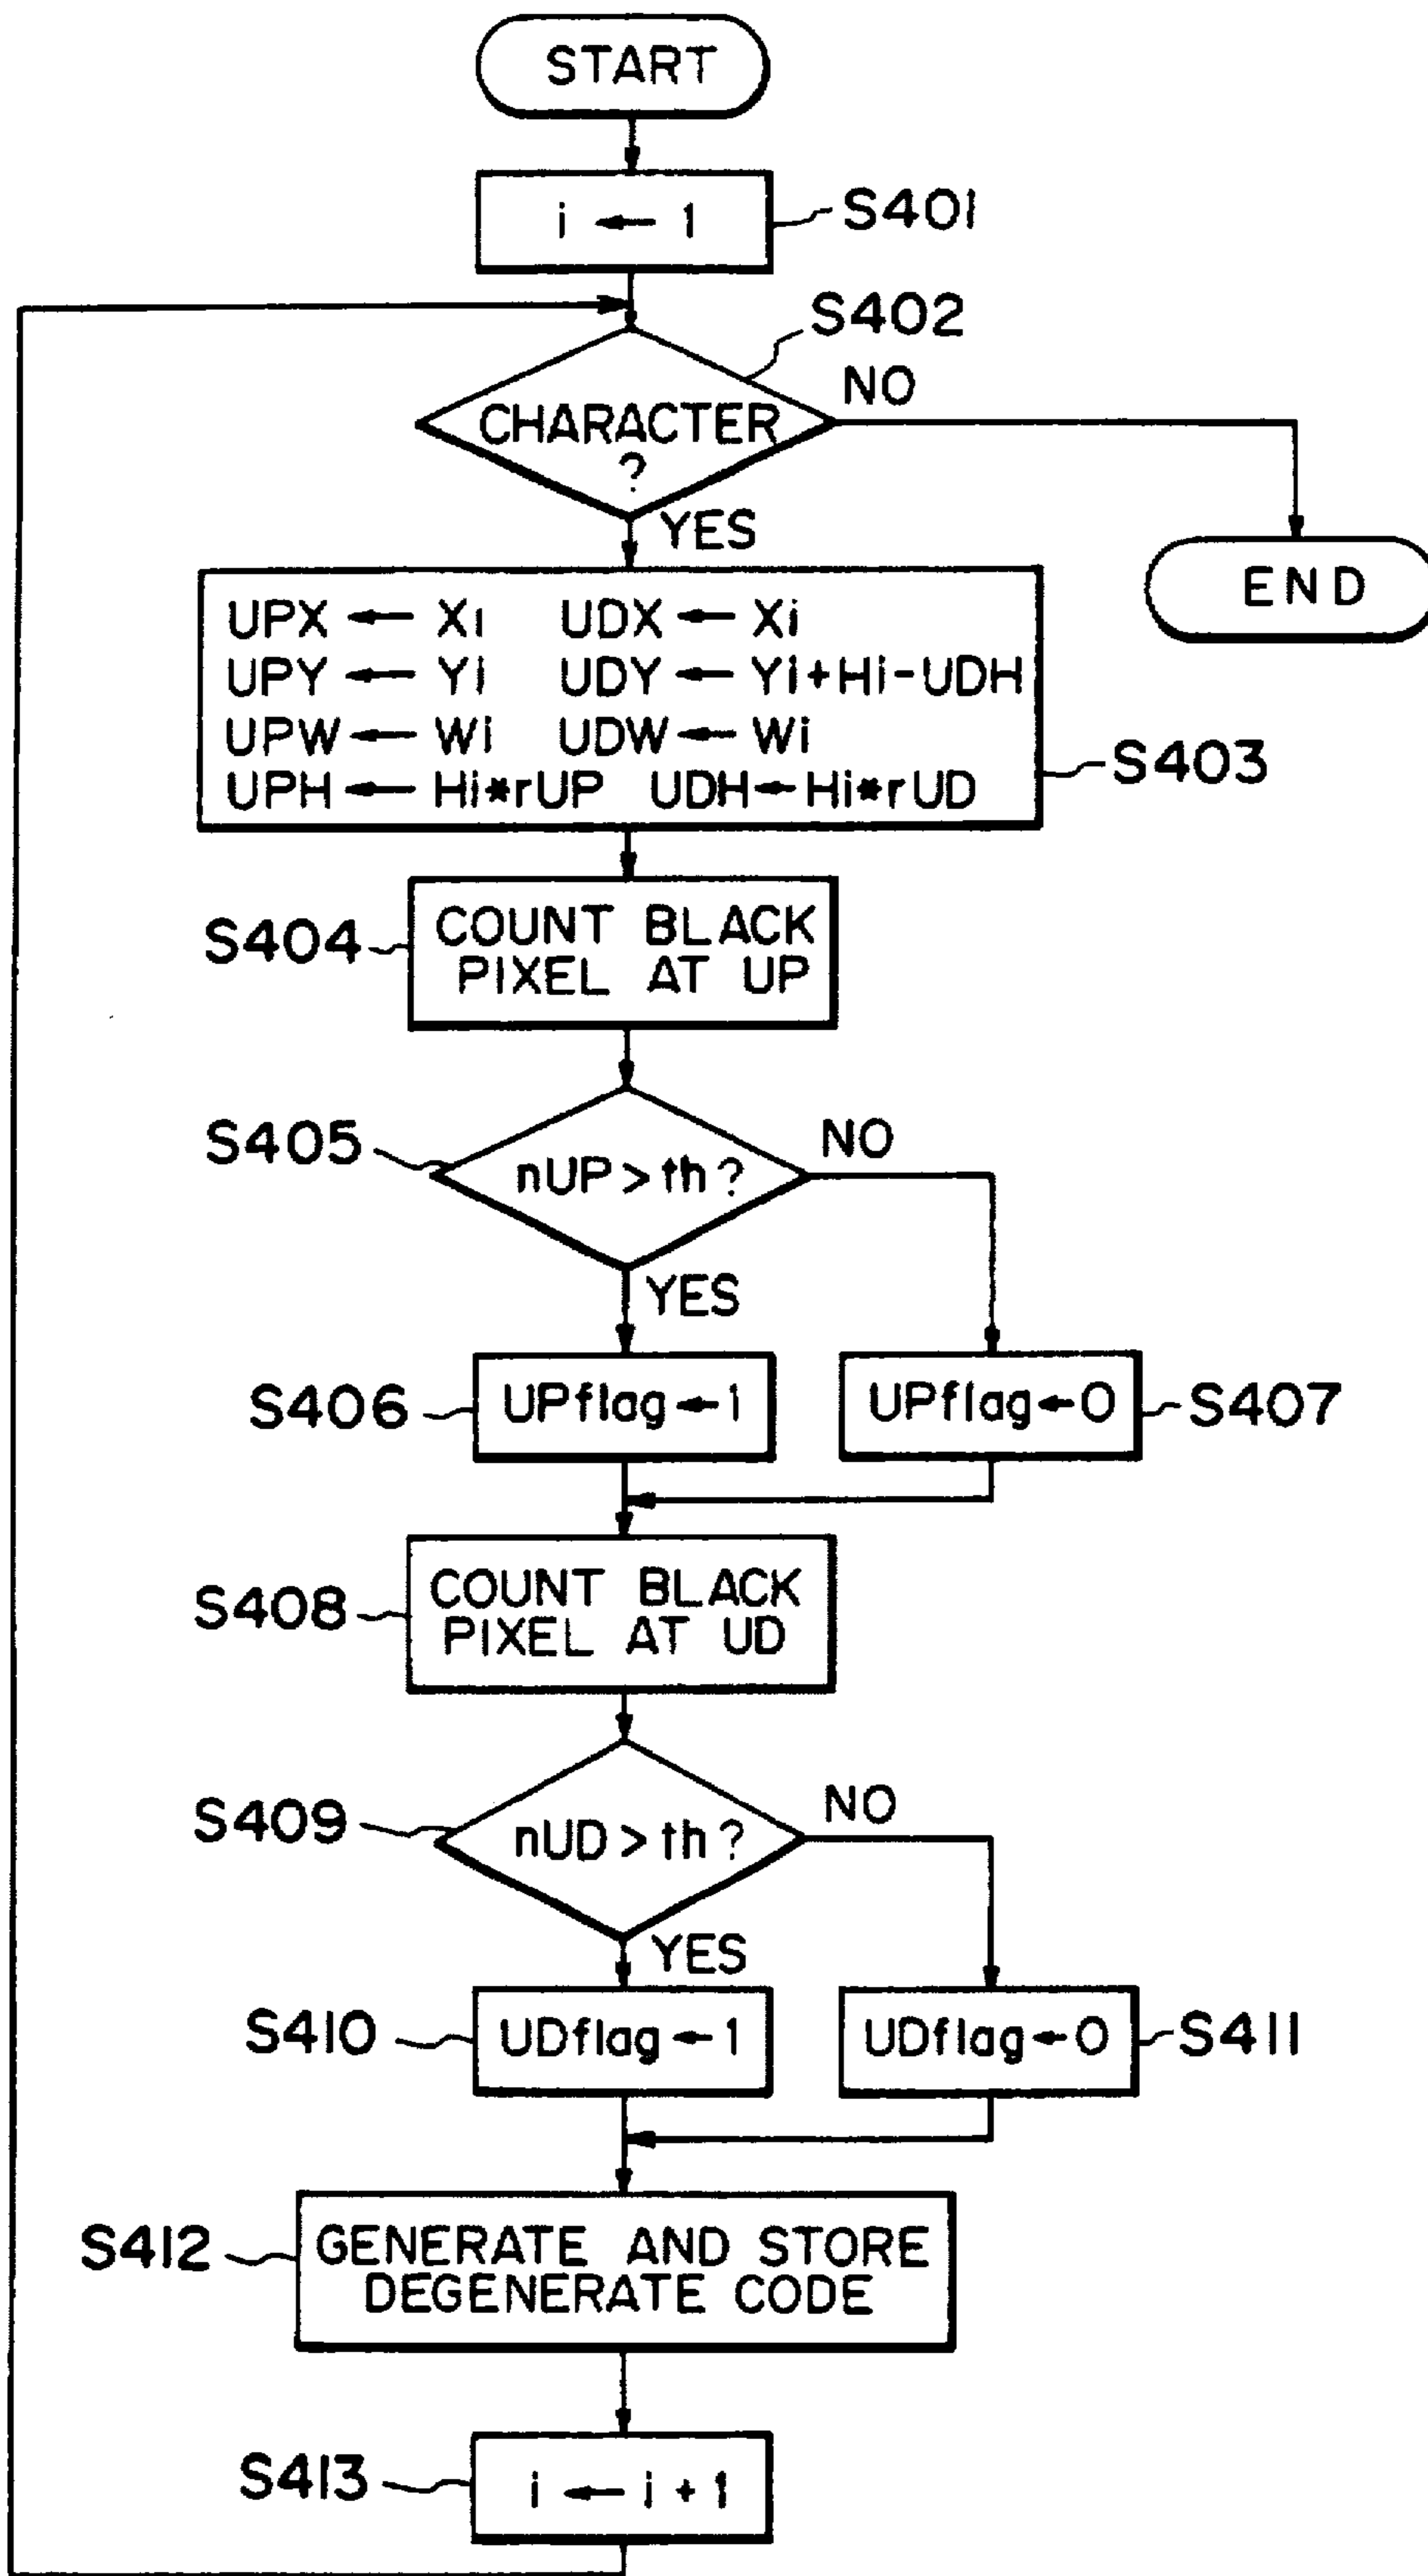 START
i ← 1
S401
S402
CHARACTER
?
NO
YES
END
UPX ← Xi UDX ← Xi
UPY ← Yi UDY ← Yi+Hi-UDH
UPW ← Wi UDW ← Wi
UPH ← Hi*rUP UDH ← Hi*rUD
S403
S404
COUNT BLACK
PIXEL AT UP
S405
nUP > th ?
NO
YES
S406
UPflag ← 1
UPflag ← 0
S407
S408
COUNT BLACK
PIXEL AT UD
S409
nUD > th ?
NO
YES
S410
UDflag ← 1
UDflag ← 0
S411
S412
GENERATE AND STORE
DEGENERATE CODE
S413
i ← i + 1